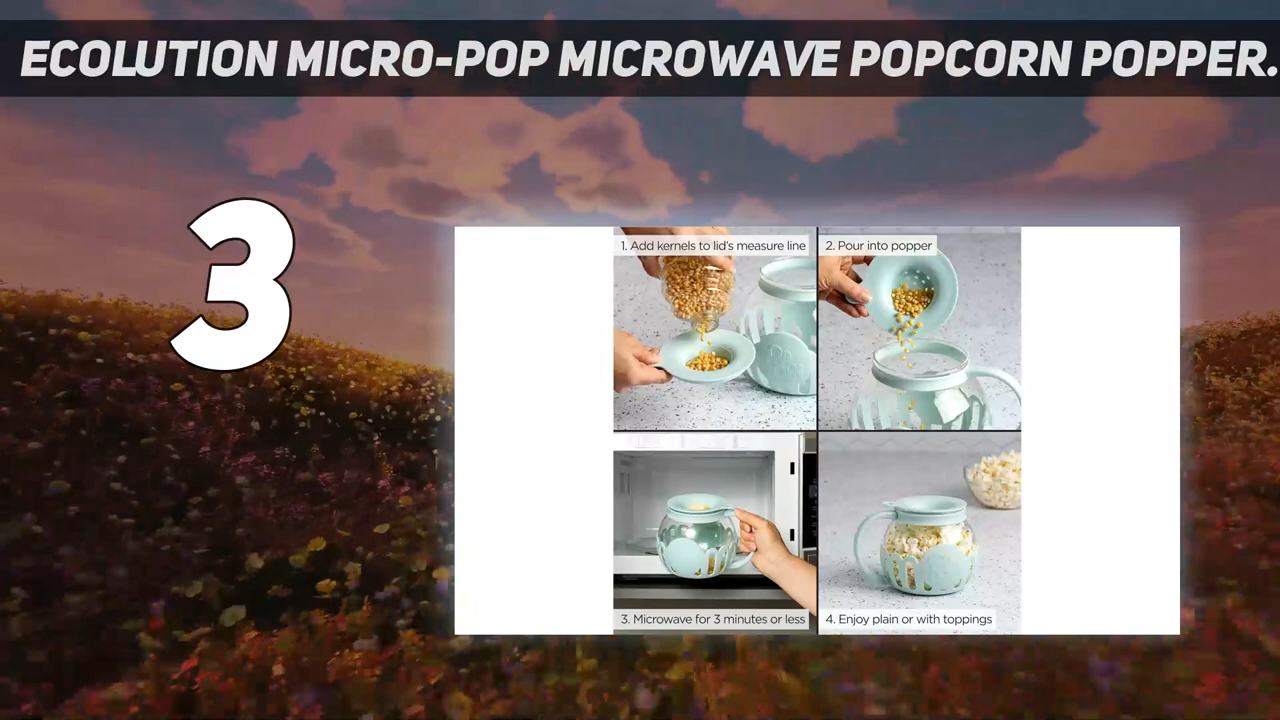 ECOLUTION MICRO-POP MICROWAVE POPCORN POPPER.
3
1. Add kernels to lid's measure line
2. Pour into popper
3. Microwave for 3 minutes or less
4. Enjoy plain or with toppings